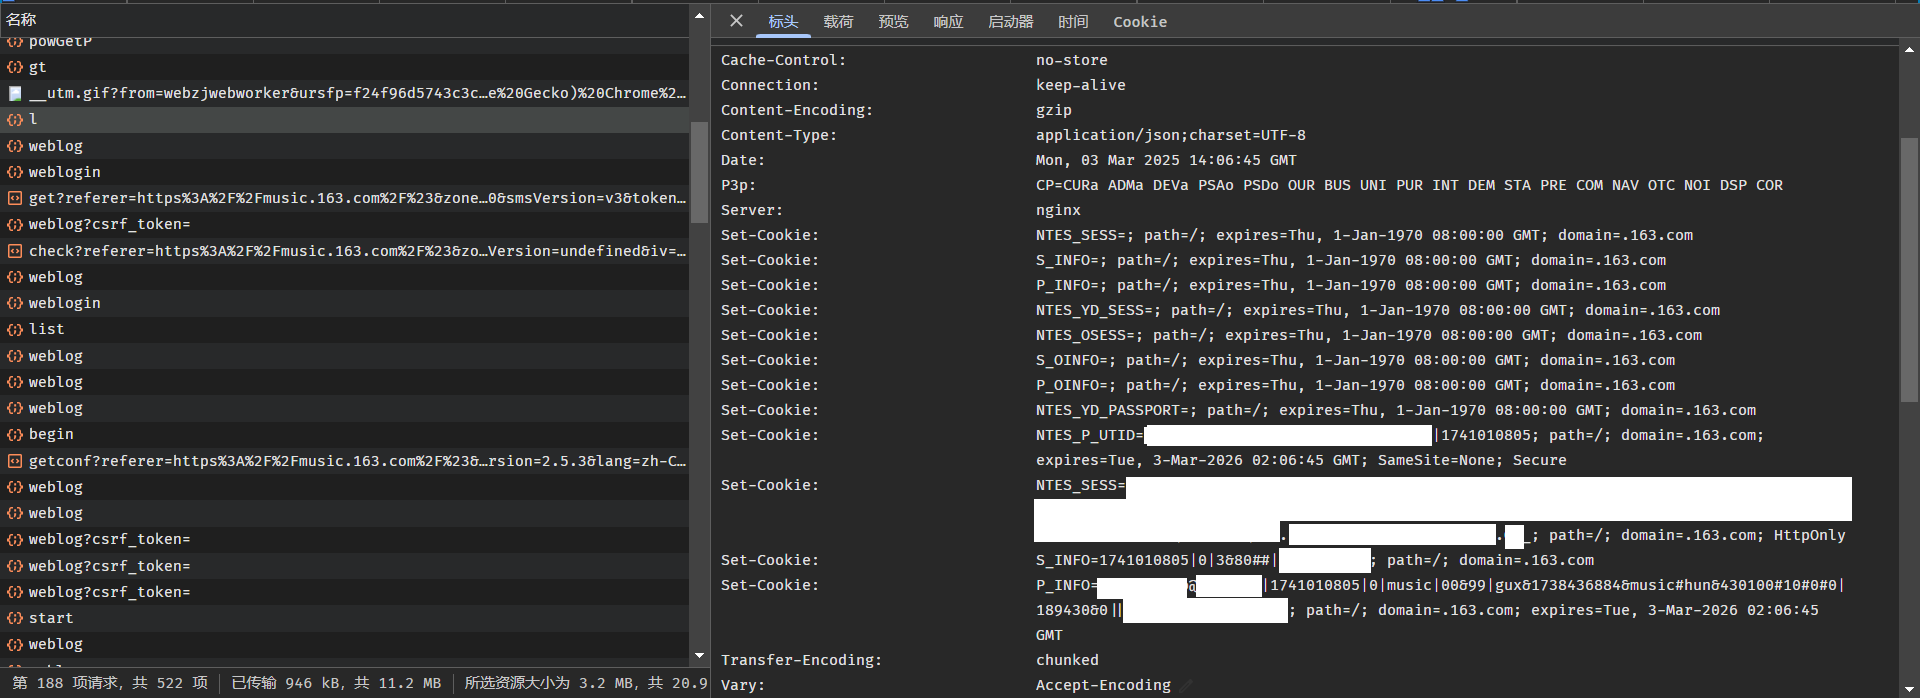 名称
powGetP
gt
__utm.gif?from=webzjwebworker&ursfp=f24f96d5743c3c…e%20Gecko)%20Chrome%2…
l
weblog
weblogin
get?referer=https%3A%2F%2Fmusic.163.com%2F%23&zone…0&smsVersion=v3&token…
weblog?csrf_token=
check?referer=https%3A%2F%2Fmusic.163.com%2F%23&zo…Version=undefined&iv=…
weblog
weblogin
list
weblog
weblog
weblog
begin
getconf?referer=https%3A%2F%2Fmusic.163.com%2F%23&…rsion=2.5.3&lang=zh-C…
weblog
weblog
weblog?csrf_token=
weblog?csrf_token=
weblog?csrf_token=
start
weblog
第 188 项请求,共 522 项 已传输 946 kB,共 11.2 MB 所选资源大小为 3.2 MB,共 20.9
标头 载荷 预览 响应 启动器 时间 Cookie
Cache-Control: no-store
Connection: keep-alive
Content-Encoding: gzip
Content-Type: application/json;charset=UTF-8
Date: Mon, 03 Mar 2025 14:06:45 GMT
P3p: CP=CURa ADMa DEVa PSAo PSDo OUR BUS UNI PUR INT DEM STA PRE COM NAV OTC NOI DSP COR
Server: nginx
Set-Cookie: NTES_SESS=; path=/; expires=Thu, 1-Jan-1970 08:00:00 GMT; domain=.163.com
Set-Cookie: S_INFO=; path=/; expires=Thu, 1-Jan-1970 08:00:00 GMT; domain=.163.com
Set-Cookie: P_INFO=; path=/; expires=Thu, 1-Jan-1970 08:00:00 GMT; domain=.163.com
Set-Cookie: NTES_YD_SESS=; path=/; expires=Thu, 1-Jan-1970 08:00:00 GMT; domain=.163.com
Set-Cookie: NTES_OSESS=; path=/; expires=Thu, 1-Jan-1970 08:00:00 GMT; domain=.163.com
Set-Cookie: S_OINFO=; path=/; expires=Thu, 1-Jan-1970 08:00:00 GMT; domain=.163.com
Set-Cookie: P_OINFO=; path=/; expires=Thu, 1-Jan-1970 08:00:00 GMT; domain=.163.com
Set-Cookie: NTES_YD_PASSPORT=; path=/; expires=Thu, 1-Jan-1970 08:00:00 GMT; domain=.163.com
Set-Cookie: NTES_P_UTID= |1741010805; path=/; domain=.163.com;
expires=Tue, 3-Mar-2026 02:06:45 GMT; SameSite=None; Secure
Set-Cookie: NTES_SESS=
. . _; path=/; domain=.163.com; HttpOnly
Set-Cookie: S_INFO=1741010805|0|3&80##| ; path=/; domain=.163.com
Set-Cookie: P_INFO= @ |1741010805|0|music|00&99|gux&1738436884&music#hun&430100#10#0#0|
189430&0|| ; path=/; domain=.163.com; expires=Tue, 3-Mar-2026 02:06:45
GMT
Transfer-Encoding: chunked
Vary: Accept-Encoding